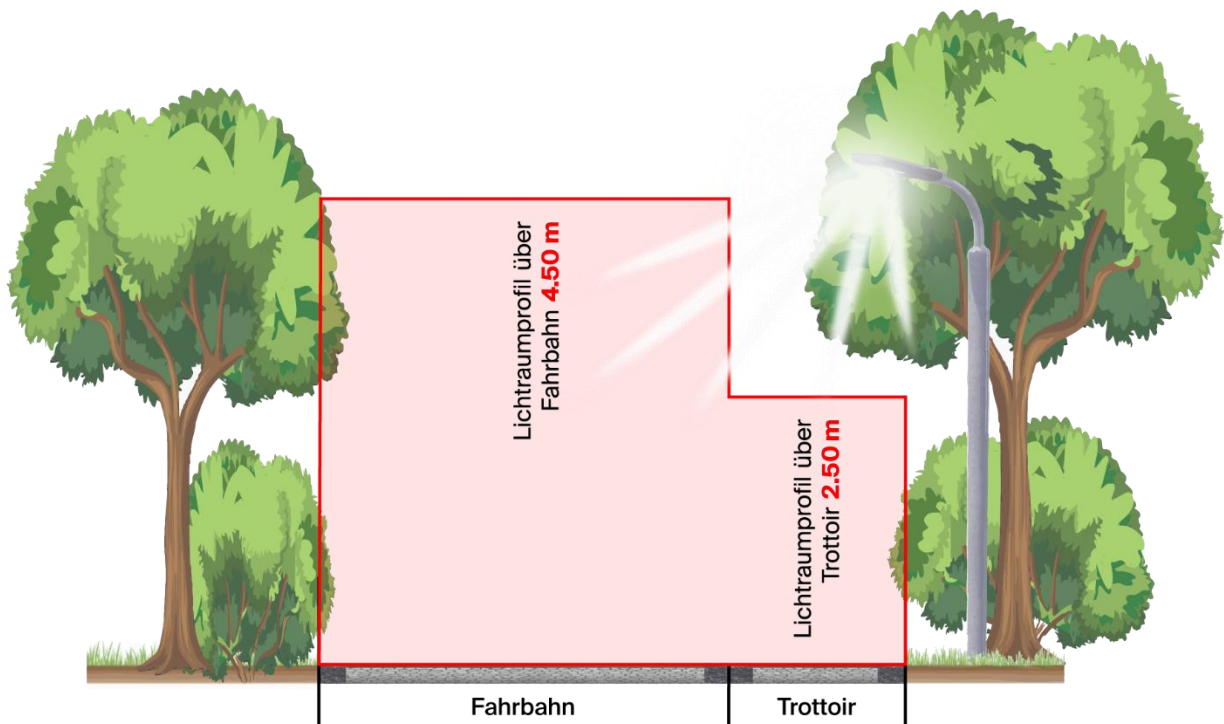 Lichtraumprofil über
Fahrbahn 4.50 m
Lichtraumprofil über
Trottoir 2.50 m
Fahrbahn
Trottoir